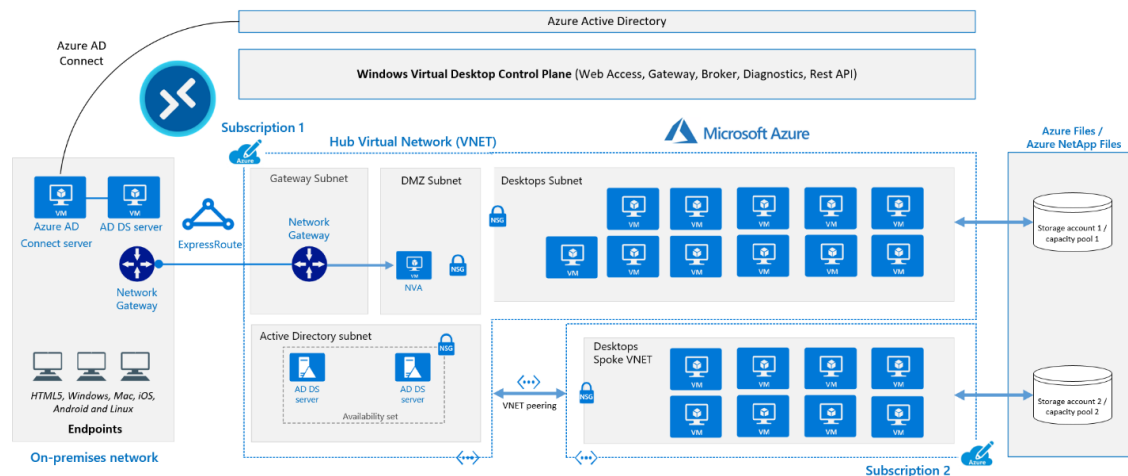 Azure Active Directory
Azure AD
Connect
Windows Virtual Desktop Control Plane (Web Access, Gateway, Broker, Diagnostics, Rest API)
Subscription 1
Azure
Hub Virtual Network (VNET)
Microsoft Azure
Azure Files /
Azure NetApp Files
VM
VM
Azure AD
Connect server
AD DS server
ExpressRoute
Network
Gateway
HTML5, Windows, Mac, iOS,
Android and Linux
Endpoints
On-premises network
Gateway Subnet
Network
Gateway
DMZ Subnet
VM
NVA
NSG
Desktops Subnet
NSG
VM
VM
VM
VM
VM
VM
VM
VM
VM
VM
VM
Storage account 1 /
capacity pool 1
Active Directory subnet
NSG
AD DS
server
AD DS
server
Availability set
VNET peering
Desktops
Spoke VNET
NSG
VM
VM
VM
VM
VM
VM
VM
VM
Storage account 2 /
capacity pool 2
Azure
Subscription 2